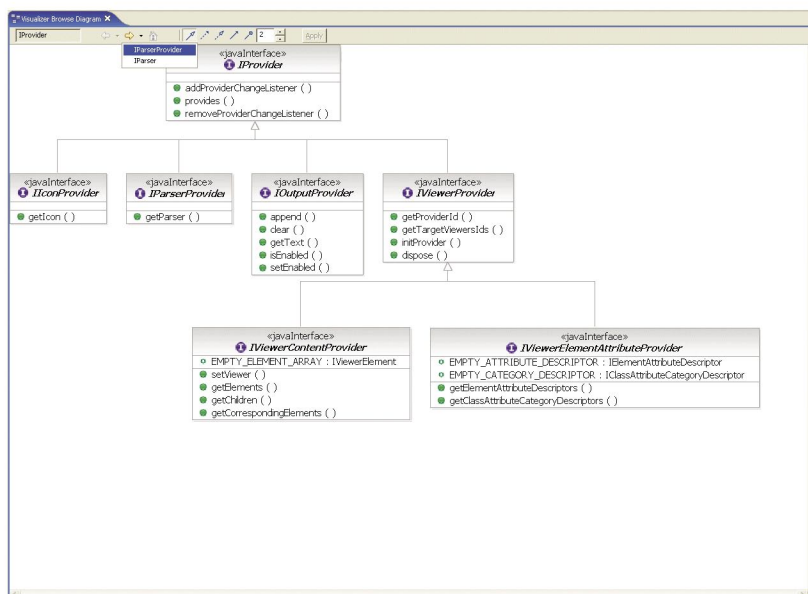 Visualizer Browse Diagram
IProvider
2
Apply
IParserProvider
IParser
«javaInterface»
IProvider
addProviderChangeListener ( )
provides ( )
removeProviderChangeListener ( )
«javaInterface»
IIconProvider
getIcon ( )
«javaInterface»
IParserProvider
getParser ( )
«javaInterface»
IOutputProvider
append ( )
clear ( )
getText ( )
isEnabled ( )
setEnabled ( )
«javaInterface»
IViewerProvider
getProviderId ( )
getTargetViewersIds ( )
initProvider ( )
dispose ( )
«javaInterface»
IViewerContentProvider
EMPTY_ELEMENT_ARRAY : IViewerElement
setViewer ( )
getElements ( )
getChildren ( )
getCorrespondingElements ( )
«javaInterface»
IViewerElementAttributeProvider
EMPTY_ATTRIBUTE_DESCRIPTOR : IElementAttributeDescriptor
EMPTY_CATEGORY_DESCRIPTOR : IClassAttributeCategoryDescriptor
getElementAttributeDescriptors ( )
getClassAttributeCategoryDescriptors ( )